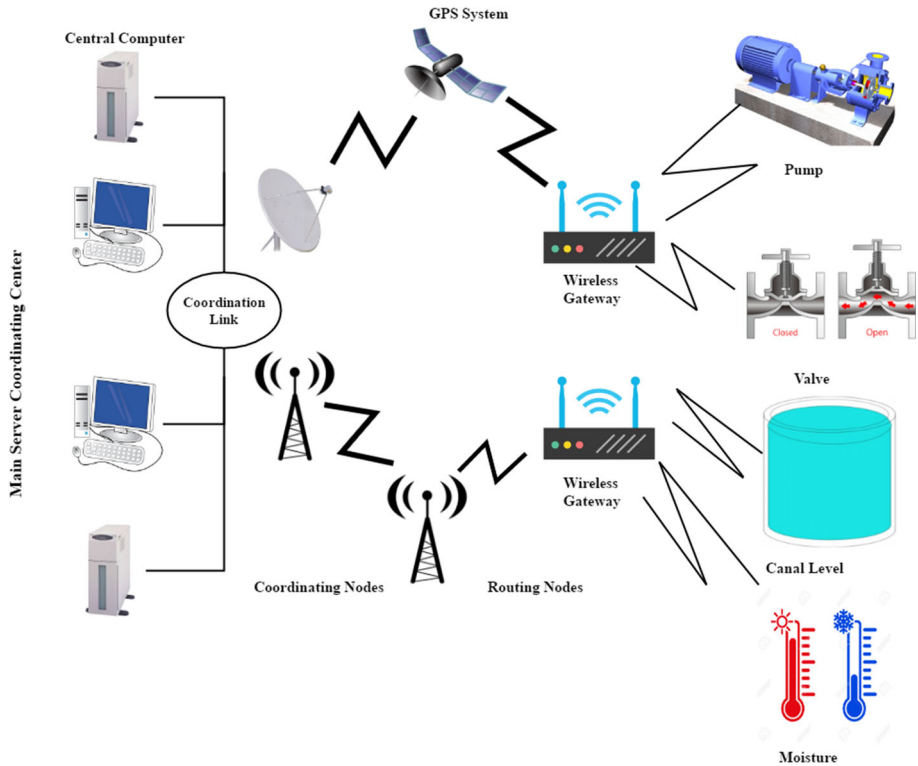 GPS System
Central Computer
Pump
Wireless
Gateway
Coordination
Link
Closed
Open
Valve
Main Server Coordinating Center
Wireless
Gateway
Canal Level
Coordinating Nodes
Routing Nodes
Moisture